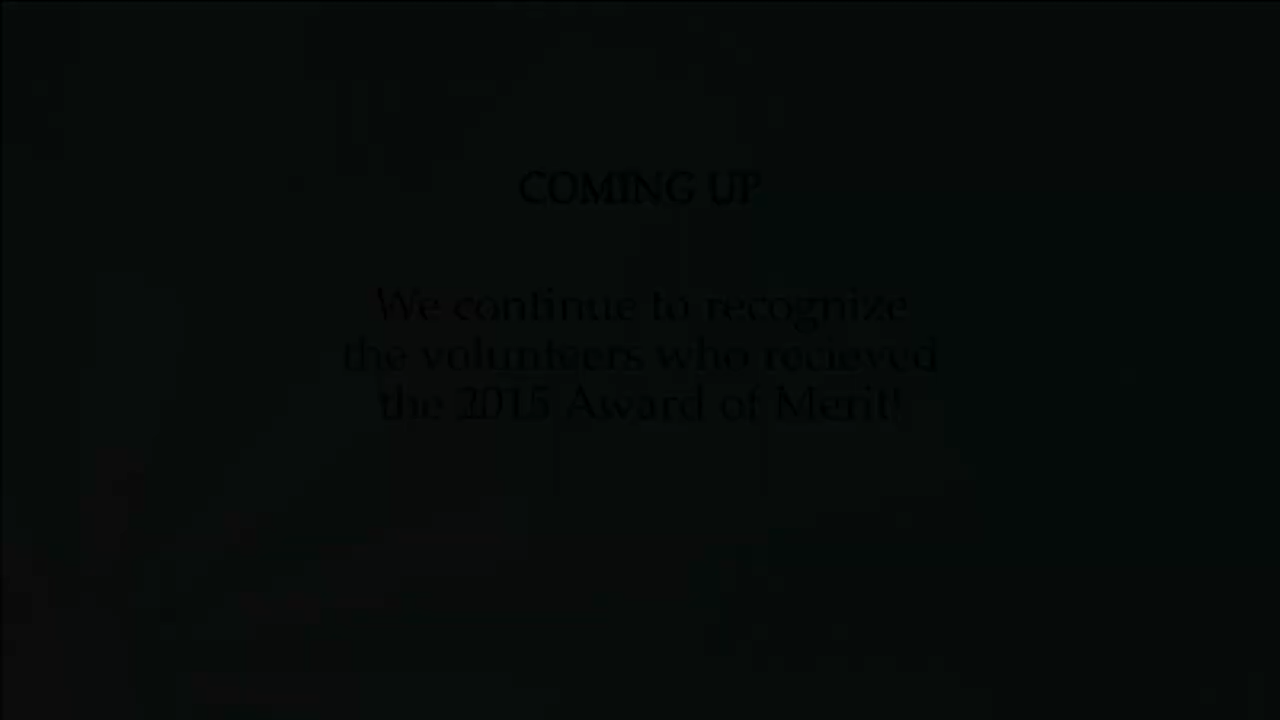 COMING UP
We continue to recognize
the volunteers who recieved
the 2015 Award of Merit!